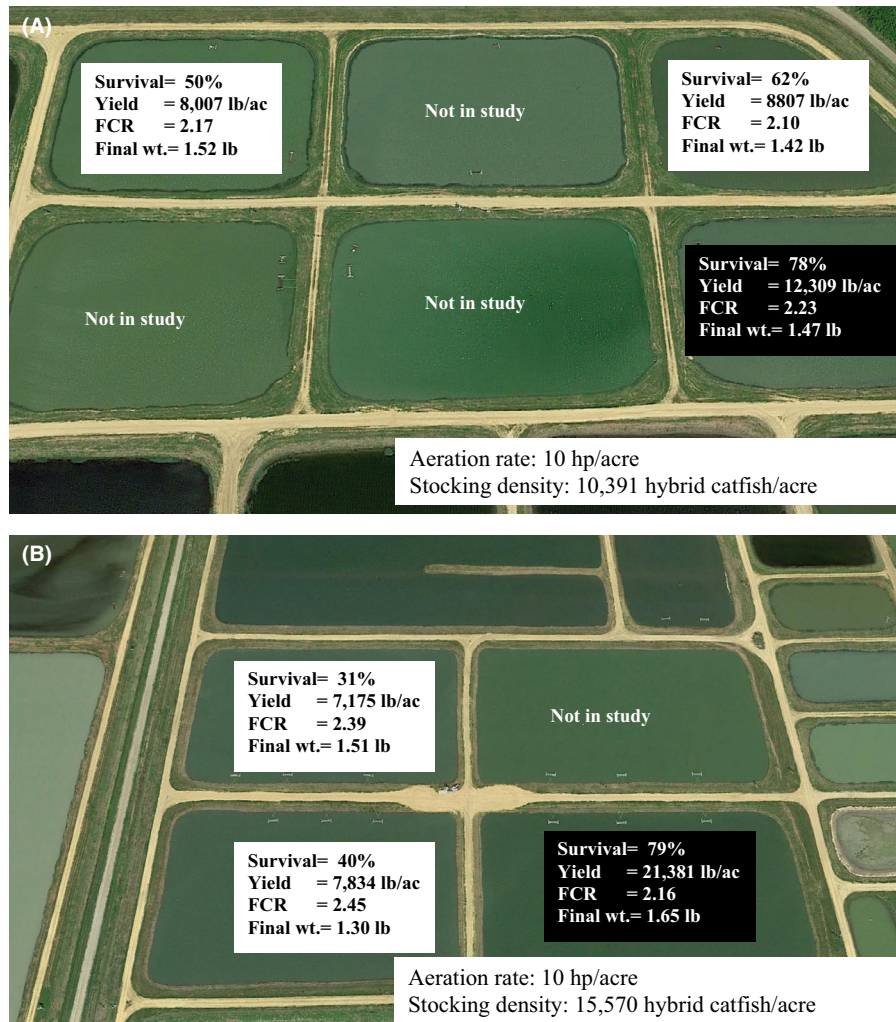 (A)
Survival= 50%
Yield = 8,007 lb/ac
FCR = 2.17
Final wt.= 1.52 lb
Not in study
Survival= 62%
Yield = 8807 lb/ac
FCR = 2.10
Final wt.= 1.42 lb
Not in study
Not in study
Survival= 78%
Yield = 12,309 lb/ac
FCR = 2.23
Final wt.= 1.47 lb
Aeration rate: 10 hp/acre
Stocking density: 10,391 hybrid catfish/acre
(B)
Survival= 31%
Yield = 7,175 lb/ac
FCR = 2.39
Final wt.= 1.51 lb
Not in study
Survival= 40%
Yield = 7,834 lb/ac
FCR = 2.45
Final wt.= 1.30 lb
Survival= 79%
Yield = 21,381 lb/ac
FCR = 2.16
Final wt.= 1.65 lb
Aeration rate: 10 hp/acre
Stocking density: 15,570 hybrid catfish/acre